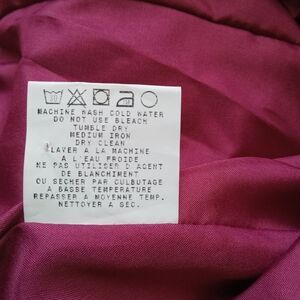 MACHINE WASH COLD WATER
DO NOT USE BLEACH
TUMBLE DRY
MEDIUM IRON
DRY CLEAN
LAVER A LA MACHINE
A L'EAU FROIDE
NE PAS UTILISER D'AGENT
DE BLANCHIMENT
OU SECHER PAR CULBUTAGE
A BASSE TEMPERATURE
REPASSER A MOYENNE TEMP.
NETTOYER A SEC.